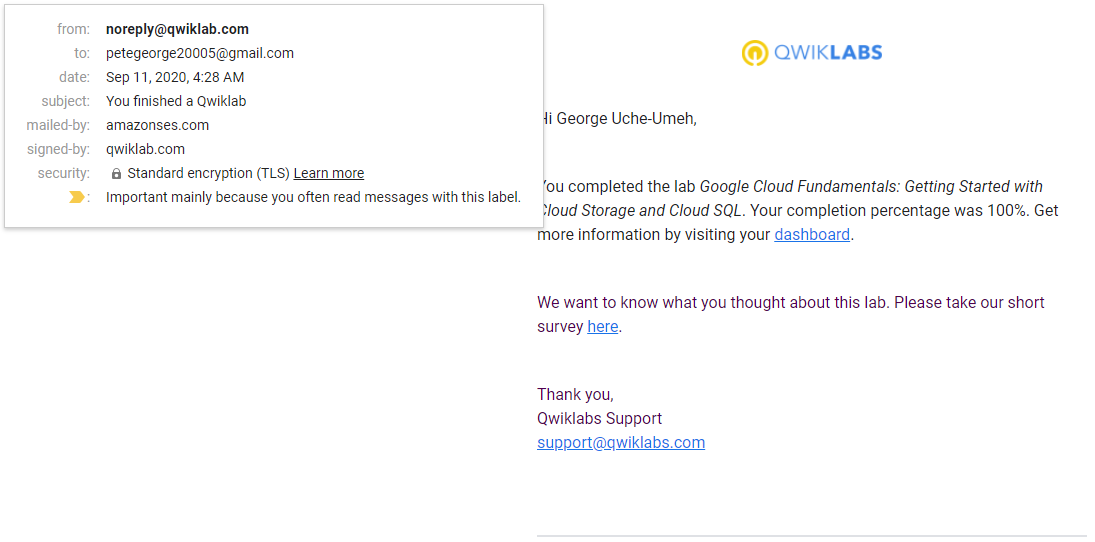 from: noreply@qwiklab.com
to: petegeorge20005@gmail.com
date: Sep 11, 2020, 4:28 AM
subject: You finished a Qwiklab
mailed-by: amazonses.com
signed-by: qwiklab.com
security: Standard encryption (TLS) Learn more
: Important mainly because you often read messages with this label.
QWIKLABS
Hi George Uche-Umeh,
You completed the lab Google Cloud Fundamentals: Getting Started with
Cloud Storage and Cloud SQL. Your completion percentage was 100%. Get
more information by visiting your dashboard.
We want to know what you thought about this lab. Please take our short
survey here.
Thank you,
Qwiklabs Support
support@qwiklabs.com